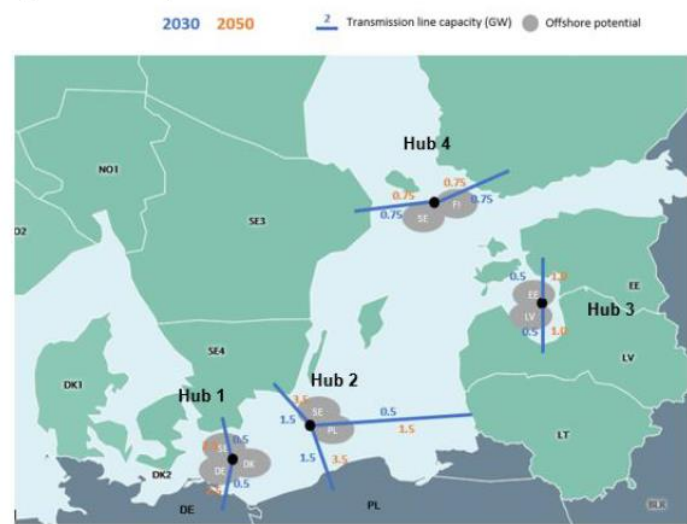 2030 2050 2 Transmission line capacity (GW) Offshore potential
Hub 4
NO1
0.75
0.75
0.75
FI
0.75
SE
SE3
O2
0.5
1.0
EE
EE
Hub 3
LV
0.5
1.0
SE4
LV
DK1
Hub 2
Hub 1
3.5
SE
0.5
1.5
PL
1.5
LT
0.5
DK
DE
1.5
3.5
DK2
0.5
DE
PL